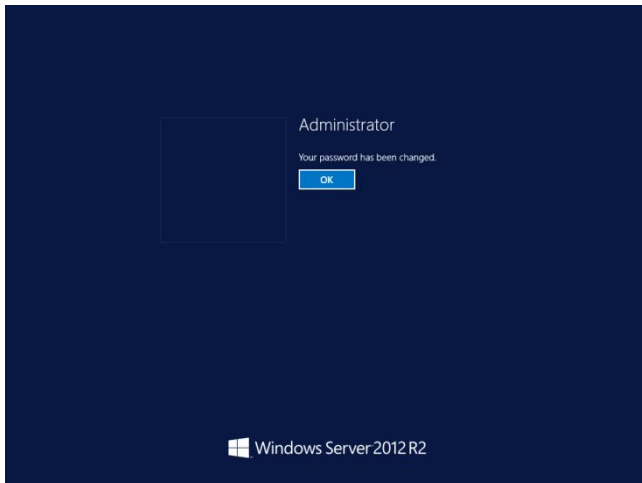 Administrator
Your password has been changed.
OK
Windows Server 2012 R2